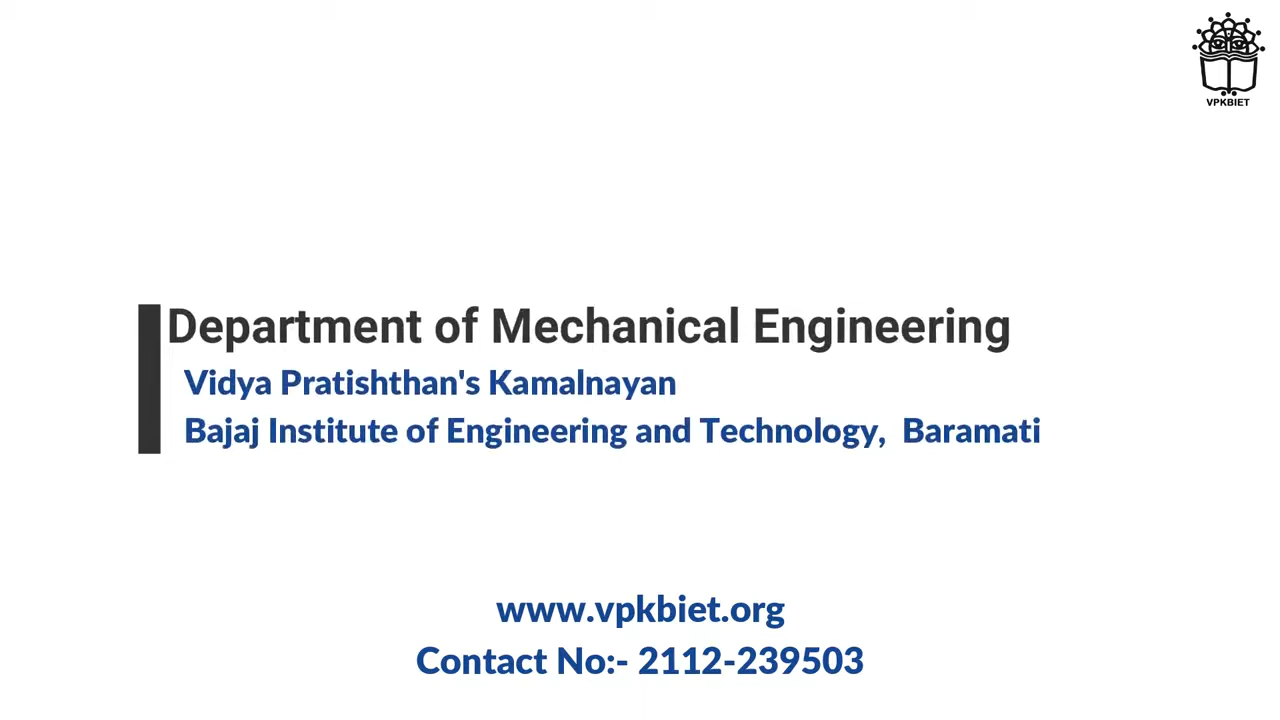 VPKBIET
Department of Mechanical Engineering
Vidya Pratishthan's Kamalnayan
Bajaj Institute of Engineering and Technology, Baramati
www.vpkbiet.org
Contact No:- 2112-239503